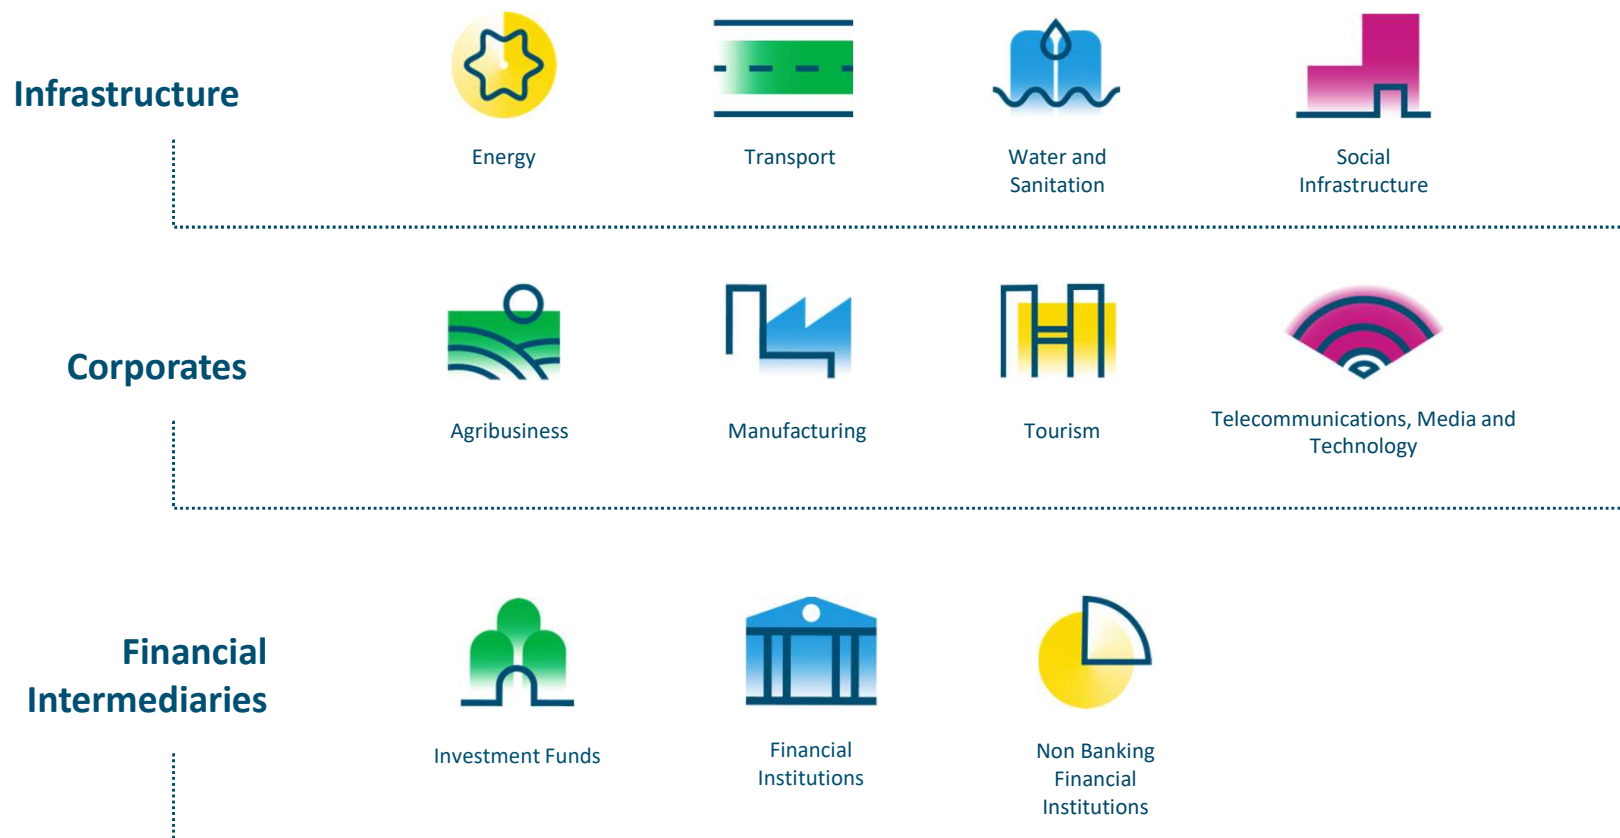 Infrastructure
Energy
Transport
Water and
Sanitation
Social
Infrastructure
Corporates
Agribusiness
Manufacturing
Tourism
Telecommunications, Media and
Technology
Financial
Intermediaries
Investment Funds
Financial
Institutions
Non Banking
Financial
Institutions